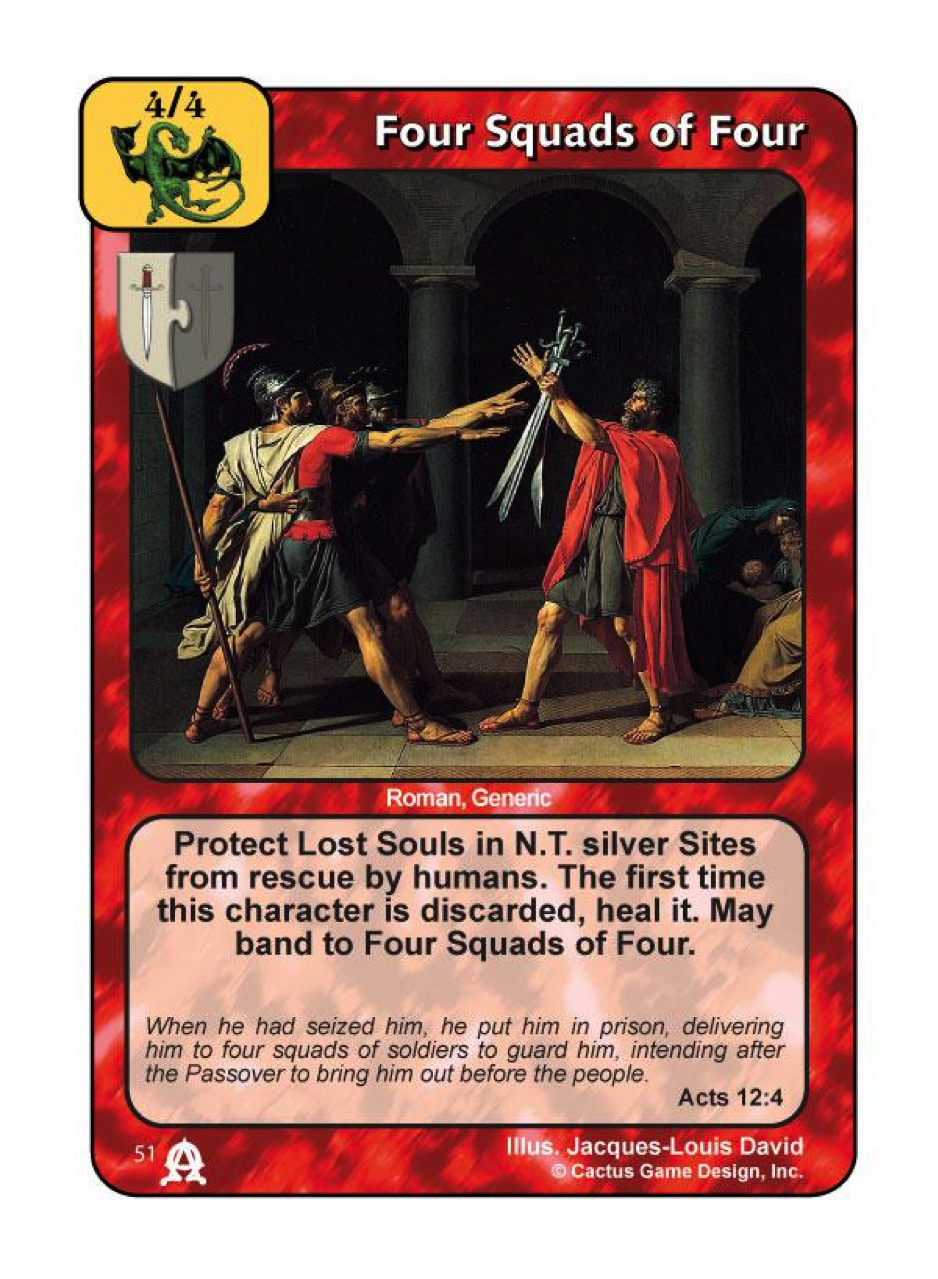 4/4
Four Squads of Four
Roman, Generic
Protect Lost Souls in N.T. silver Sites
from rescue by humans. The first time
this character is discarded, heal it. May
band to Four Squads of Four.
When he had seized him, he put him in prison, delivering
him to four squads of soldiers to guard him, intending after
the Passover to bring him out before the people.
Acts 12:4
51
Illus. Jacques-Louis David
© Cactus Game Design, Inc.